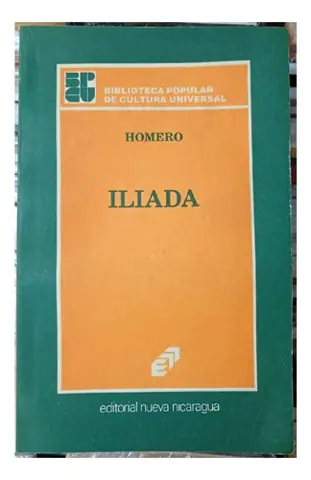 BIBLIOTECA POPULAR
DE CULTURA UNIVERSAL
HOMERO
ILIADA
editorial nueva nicaragua